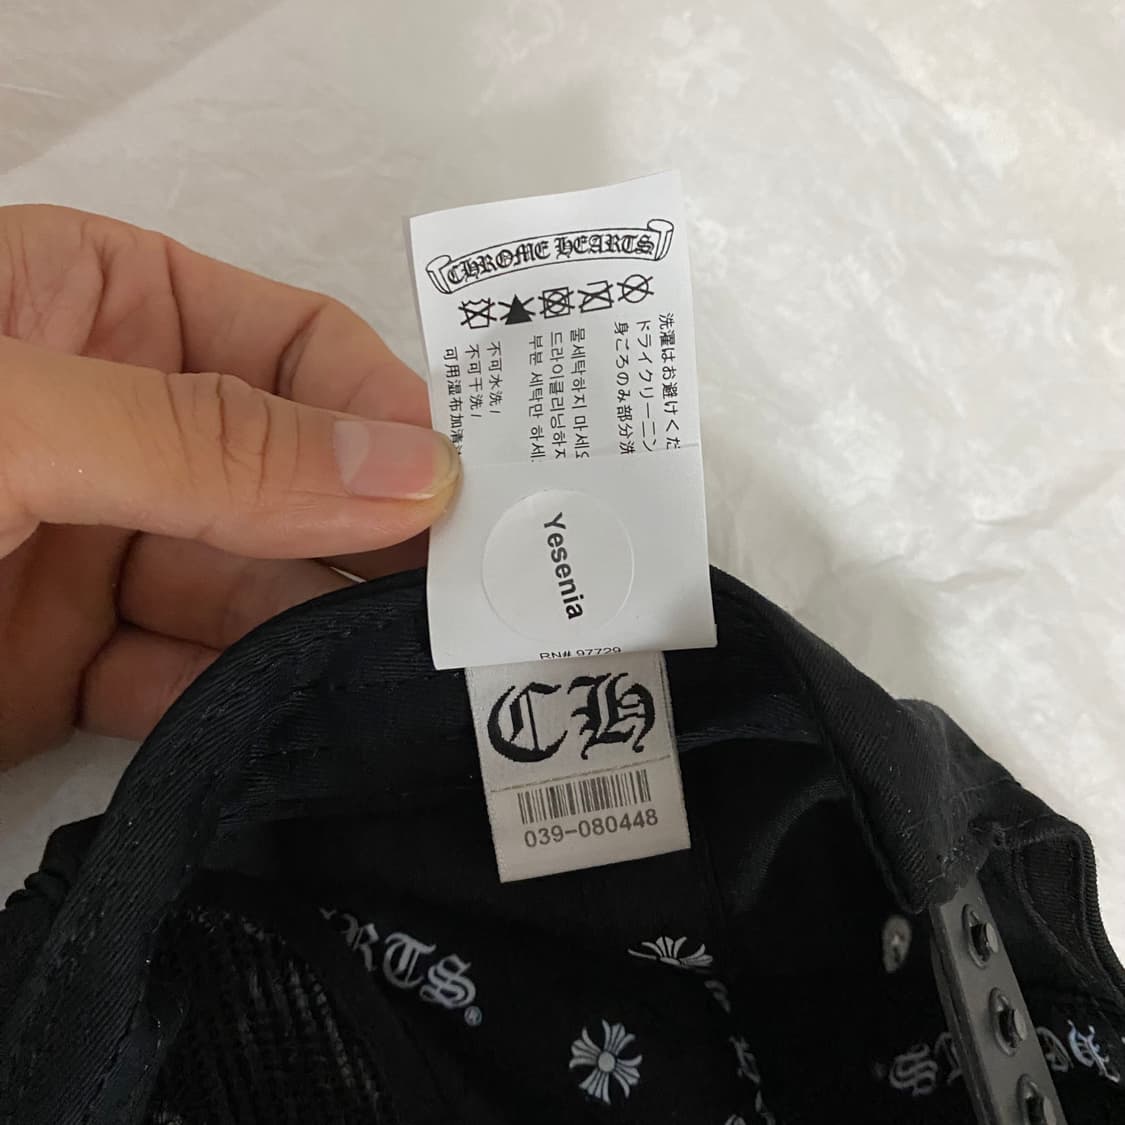 CHROME HEARTS
洗濯はお避けくだ
ドライクリーニン
身ごろのみ部分洗
물세탁하지 마세요
드라이클리닝하지
부분 세탁만 하세
不可水洗/
不可干洗/
可用湿布加清
Yesenia
RN# 97729
CH
039-080448
RTS®